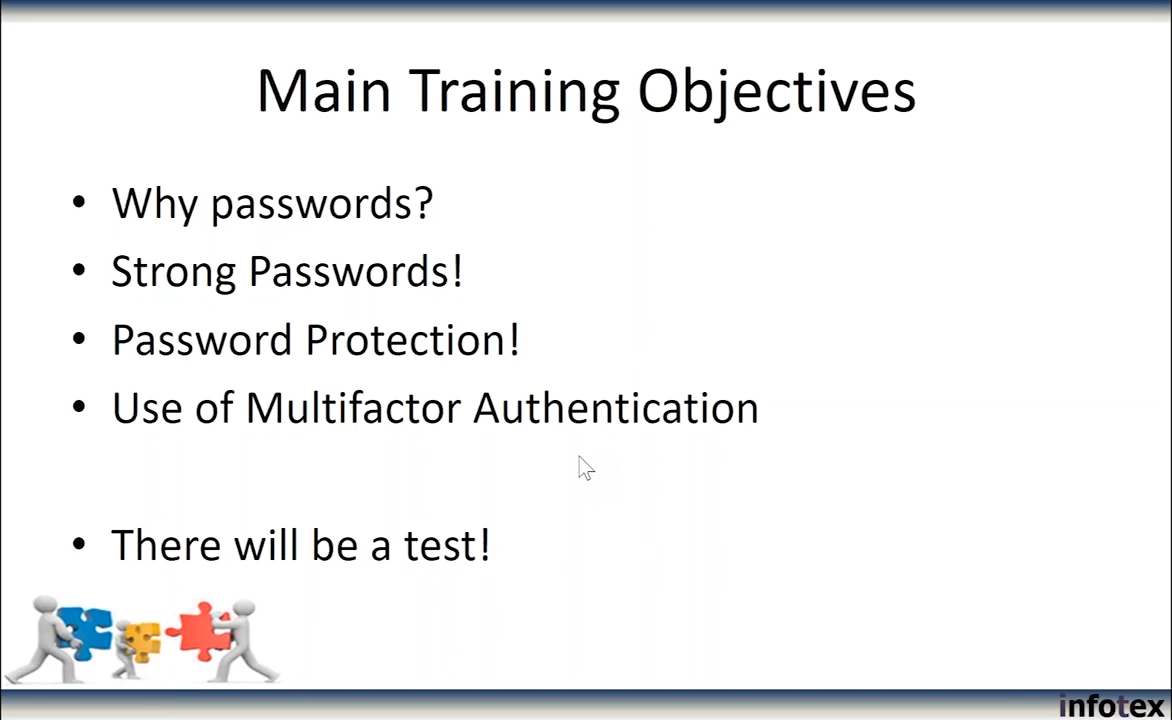 Main Training Objectives
• Why passwords?
• Strong Passwords!
• Password Protection!
• Use of Multifactor Authentication
• There will be a test!
infotex